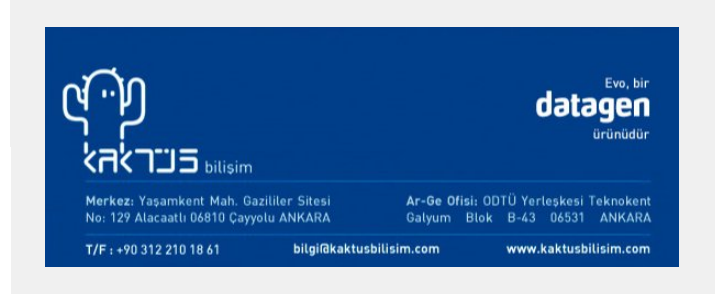 Evo, bir
datagen
ürünüdür
kaktüs bilişim
Merkez: Yaşamkent Mah. Gazililer Sitesi
No: 129 Alacaatlı 06810 Çayyolu ANKARA
Ar-Ge Ofisi: ODTÜ Yerleşkesi Teknokent
Galyum Blok B-43 06531 ANKARA
T/F : +90 312 210 18 61
bilgi@kaktusbilisim.com
www.kaktusbilisim.com